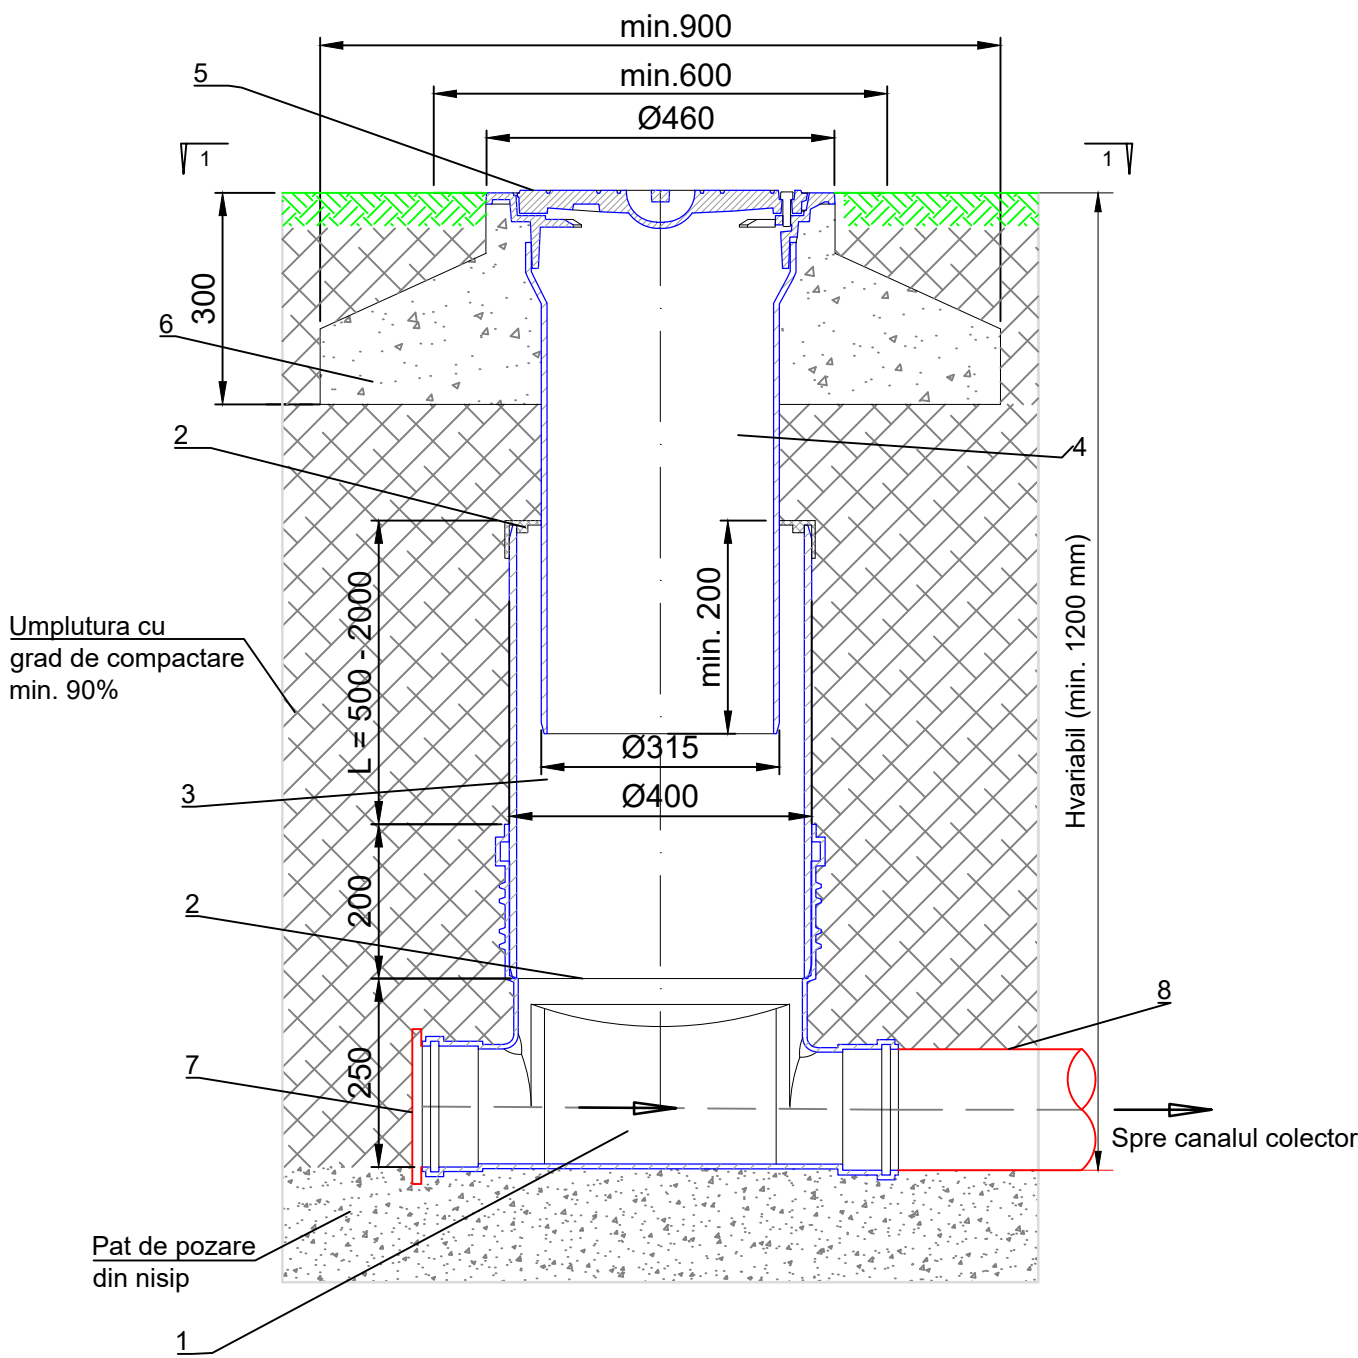 min.900
5
min.600
Ø460
1
1
300
6
2
4
Hvariabil (min. 1200 mm)
L = 500 - 2000
min. 200
Umplutura cu
grad de compactare
min. 90%
Ø315
3
Ø400
200
2
8
250
7
Spre canalul colector
Pat de pozare
din nisip
1